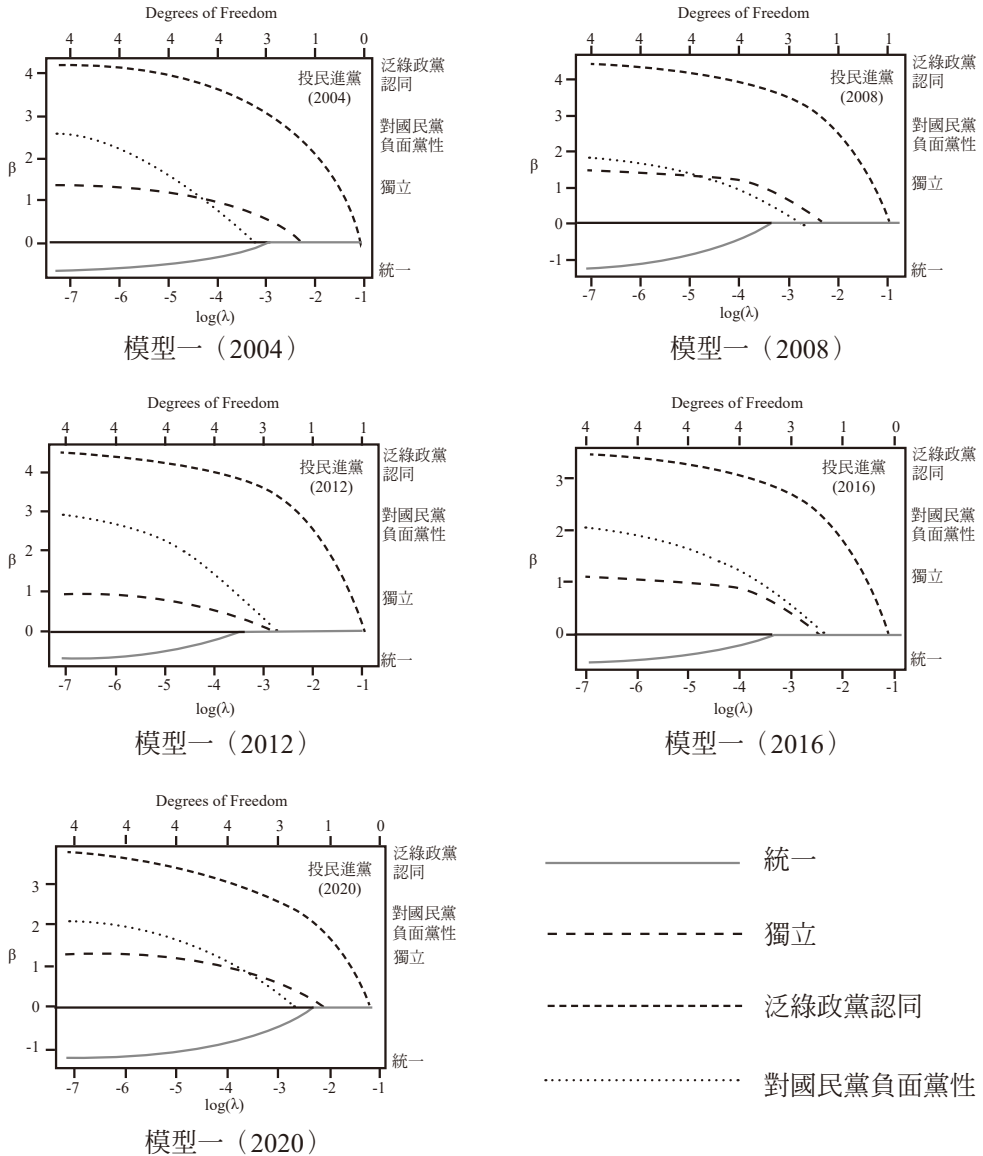 Degrees of Freedom
4 4 4 4 3 1 0
泛綠政黨
認同
投民進黨
(2004)
對國民黨
負面黨性
獨立
統一
4
3
2
1
0
β
-7 -6 -5 -4 -3 -2 -1
log(λ)
模型一（2004）
Degrees of Freedom
4 4 4 4 3 1 1
泛綠政黨
認同
投民進黨
(2008)
對國民黨
負面黨性
獨立
統一
4
3
2
1
0
-1
β
-7 -6 -5 -4 -3 -2 -1
log(λ)
模型一（2008）
Degrees of Freedom
4 4 4 4 3 1 1
泛綠政黨
認同
投民進黨
(2012)
對國民黨
負面黨性
獨立
統一
4
3
2
1
0
β
-7 -6 -5 -4 -3 -2 -1
log(λ)
模型一（2012）
Degrees of Freedom
4 4 4 4 3 1 0
泛綠政黨
認同
投民進黨
(2016)
對國民黨
負面黨性
獨立
統一
3
2
1
0
β
-7 -6 -5 -4 -3 -2 -1
log(λ)
模型一（2016）
Degrees of Freedom
4 4 4 4 3 1 0
泛綠政黨
認同
投民進黨
(2020)
對國民黨
負面黨性
獨立
統一
3
2
1
0
-1
β
-7 -6 -5 -4 -3 -2 -1
log(λ)
模型一（2020）
統一
獨立
泛綠政黨認同
對國民黨負面黨性